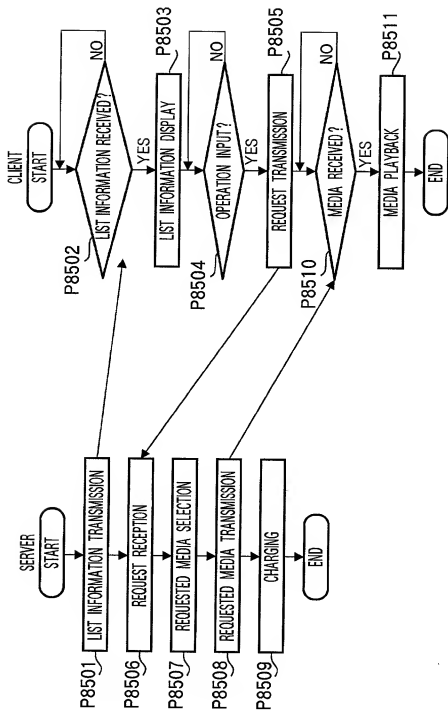 SERVER
START
P8501
LIST INFORMATION TRANSMISSION
P8506
REQUEST RECEPTION
P8507
REQUESTED MEDIA SELECTION
P8508
REQUESTED MEDIA TRANSMISSION
P8509
CHARGING
END
CLIENT
START
P8502
LIST INFORMATION RECEIVED?
NO
YES
P8503
LIST INFORMATION DISPLAY
P8504
OPERATION INPUT?
NO
YES
P8505
REQUEST TRANSMISSION
P8510
MEDIA RECEIVED?
NO
YES
P8511
MEDIA PLAYBACK
END